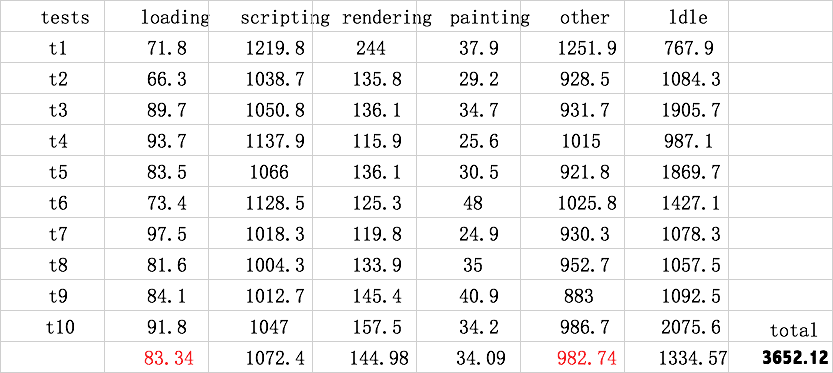 tests loading scripting rendering painting other ldle
t1 71.8 1219.8 244 37.9 1251.9 767.9
t2 66.3 1038.7 135.8 29.2 928.5 1084.3
t3 89.7 1050.8 136.1 34.7 931.7 1905.7
t4 93.7 1137.9 115.9 25.6 1015 987.1
t5 83.5 1066 136.1 30.5 921.8 1869.7
t6 73.4 1128.5 125.3 48 1025.8 1427.1
t7 97.5 1018.3 119.8 24.9 930.3 1078.3
t8 81.6 1004.3 133.9 35 952.7 1057.5
t9 84.1 1012.7 145.4 40.9 883 1092.5
t10 91.8 1047 157.5 34.2 986.7 2075.6 total
83.34 1072.4 144.98 34.09 982.74 1334.57 3652.12